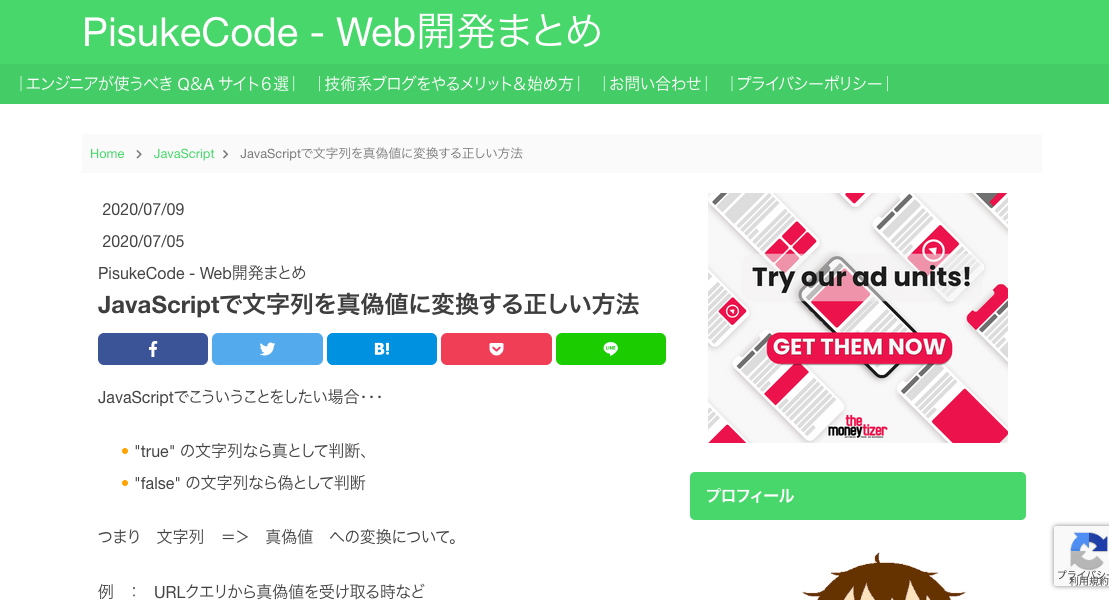 PisukeCode - Web開発まとめ
|エンジニアが使うべき Q&A サイト６選| |技術系ブログをやるメリット＆始め方| |お問い合わせ| |プライバシーポリシー|
Home > JavaScript > JavaScriptで文字列を真偽値に変換する正しい方法
2020/07/09
2020/07/05
PisukeCode - Web開発まとめ
JavaScriptで文字列を真偽値に変換する正しい方法
f
B!
LINE
JavaScriptでこういうことをしたい場合･･･
"true" の文字列なら真として判断、
"false" の文字列なら偽として判断
つまり　文字列　＝＞　真偽値　への変換について。
例　：　URLクエリから真偽値を受け取る時など
Try our ad units!
GET THEM NOW
the
moneytizer
プロフィール
プライバシー
利用規約